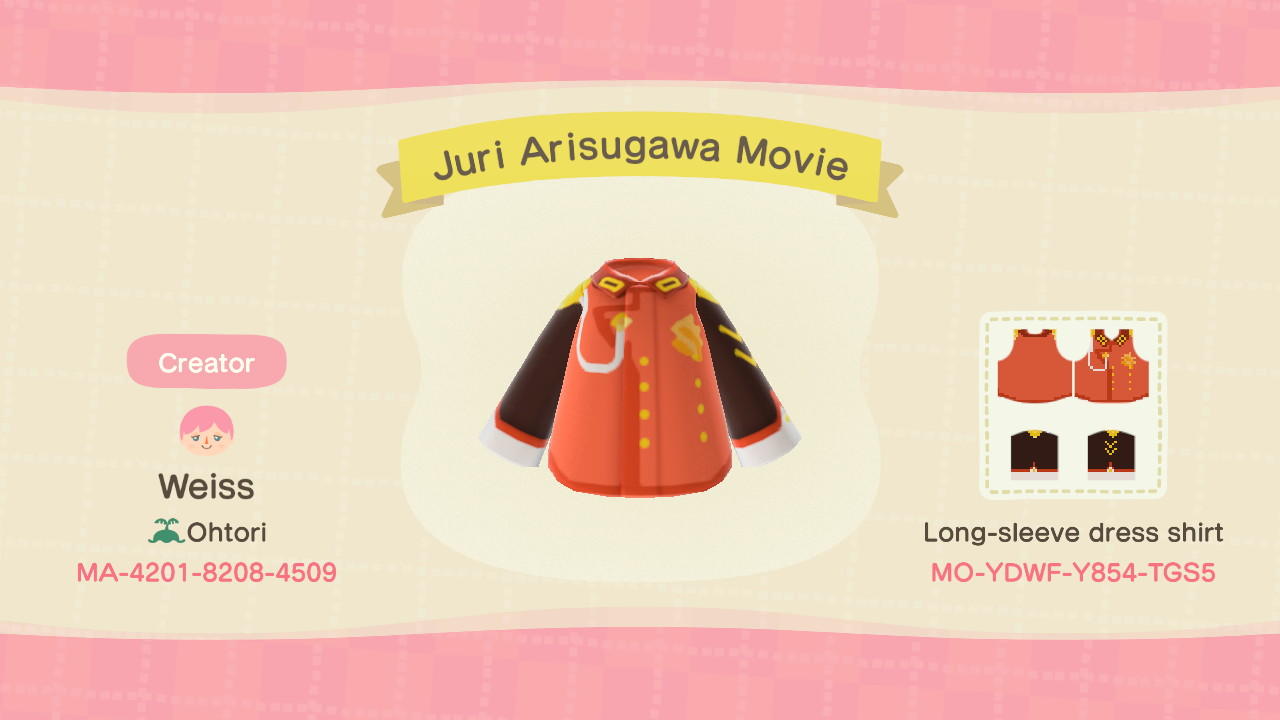 Juri Arisugawa Movie
Creator
Weiss
Ohtori
MA-4201-8208-4509
Long-sleeve dress shirt
MO-YDWF-Y854-TGS5